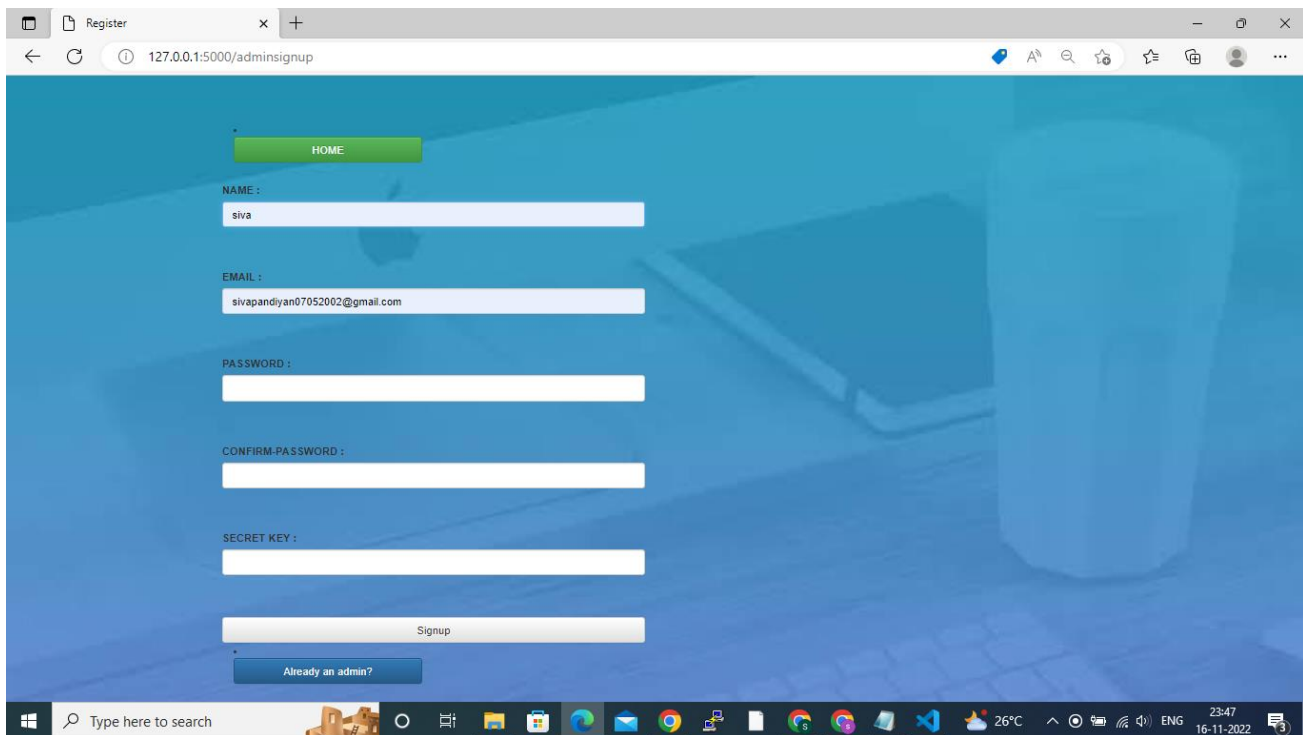 Register
127.0.0.1:5000/adminsignup
HOME
NAME :
siva
EMAIL :
sivapandiyan07052002@gmail.com
PASSWORD :
CONFIRM-PASSWORD :
SECRET KEY :
Signup
Already an admin?
Type here to search
26°C
ENG
23:47
16-11-2022
3